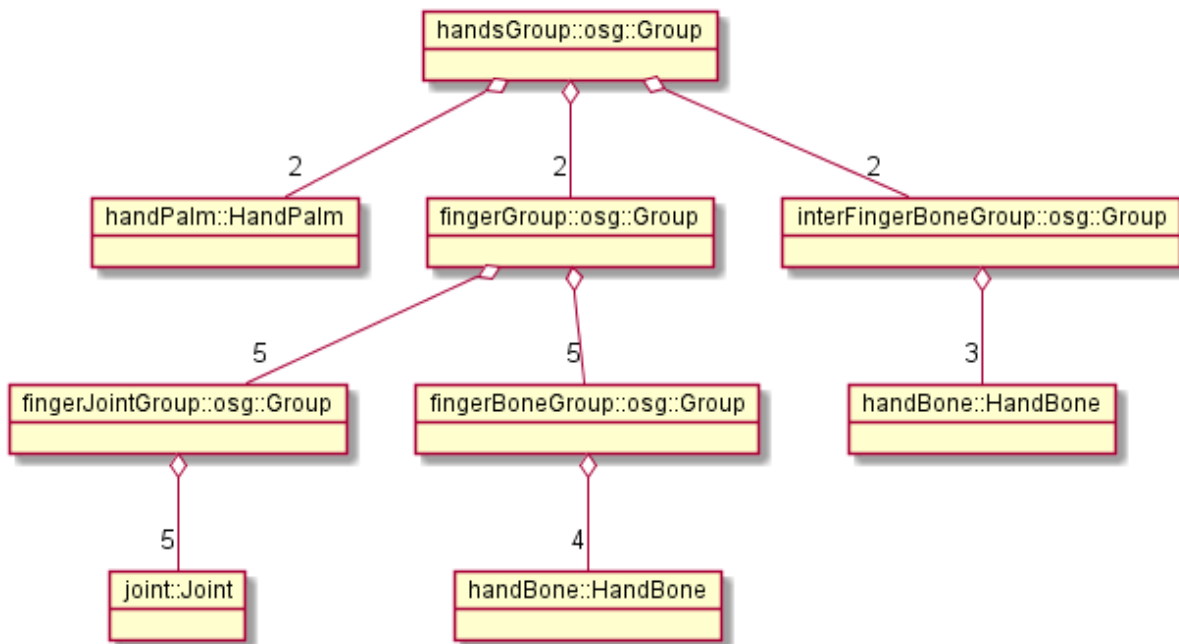 handsGroup::osg::Group
2
2
2
handPalm::HandPalm
fingerGroup::osg::Group
interFingerBoneGroup::osg::Group
5
5
3
fingerJointGroup::osg::Group
fingerBoneGroup::osg::Group
handBone::HandBone
5
4
joint::Joint
handBone::HandBone